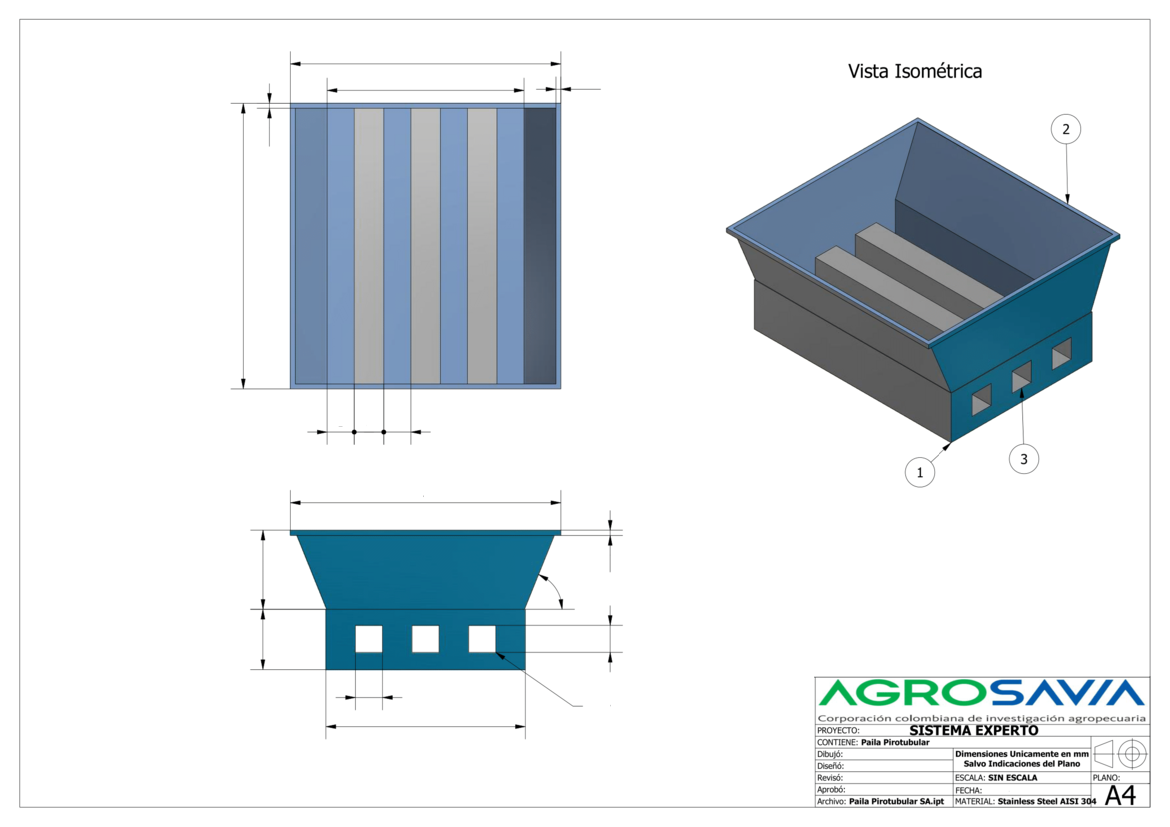 Vista Isométrica
2
3
1
AGROSAVIA
Corporación colombiana de investigación agropecuaria
PROYECTO: SISTEMA EXPERTO
CONTIENE: Paila Pirotubular
Dibujó:
Dimensiones Unicamente en mm
Salvo Indicaciones del Plano
Diseñó:
Revisó:
ESCALA: SIN ESCALA
PLANO:
Aprobó:
FECHA:
A4
Archivo: Paila Pirotubular SA.ipt
MATERIAL: Stainless Steel AISI 304